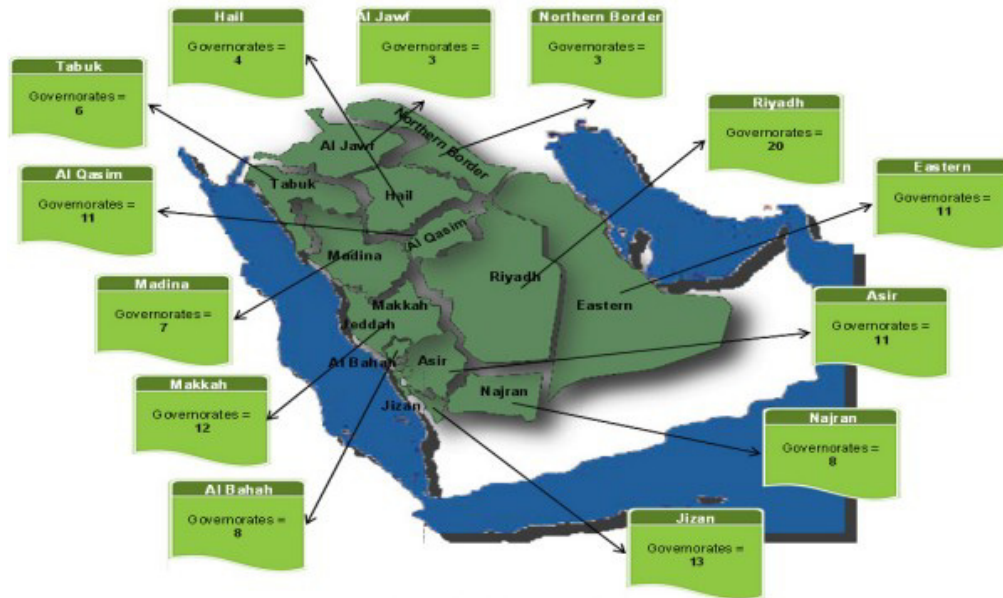 Hail
Governorates =
4
Al Jawf
Governorates =
3
Northern Border
Governorates =
3
Tabuk
Governorates =
6
Riyadh
Governorates =
20
Al Qasim
Governorates =
11
Eastern
Governorates =
11
Madina
Governorates =
7
Asir
Governorates =
11
Makkah
Governorates =
12
Najran
Governorates =
8
Al Bahah
Governorates =
8
Jizan
Governorates =
13
Northern Border
Al Jawf
Tabuk
Hail
Al Qasim
Madina
Riyadh
Makkah
Eastern
Jeddah
Al Bahah
Asir
Najran
Jizan